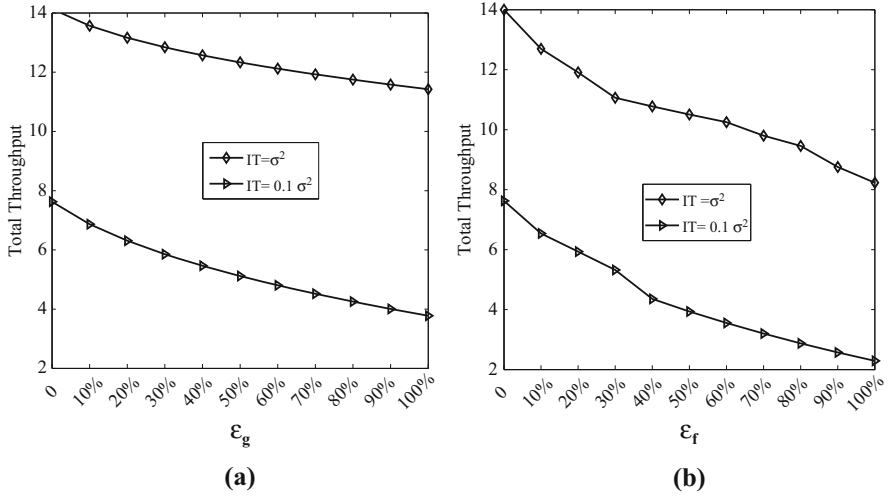 14
12
10
8
6
4
2
Total Throughput
IT=σ²
IT= 0.1 σ²
0 10% 20% 30% 40% 50% 60% 70% 80% 90% 100%
ε_g
(a)
14
12
10
8
6
4
2
Total Throughput
IT =σ²
IT= 0.1 σ²
0 10% 20% 30% 40% 50% 60% 70% 80% 90% 100%
ε_f
(b)